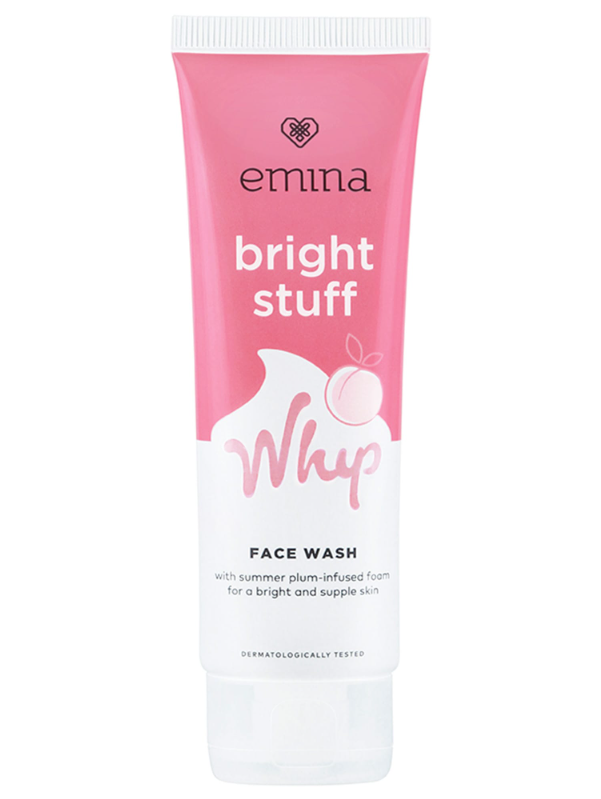 emina
bright
stuff
Whip
FACE WASH
with summer plum-infused foam
for a bright and supple skin
DERMATOLOGICALLY TESTED